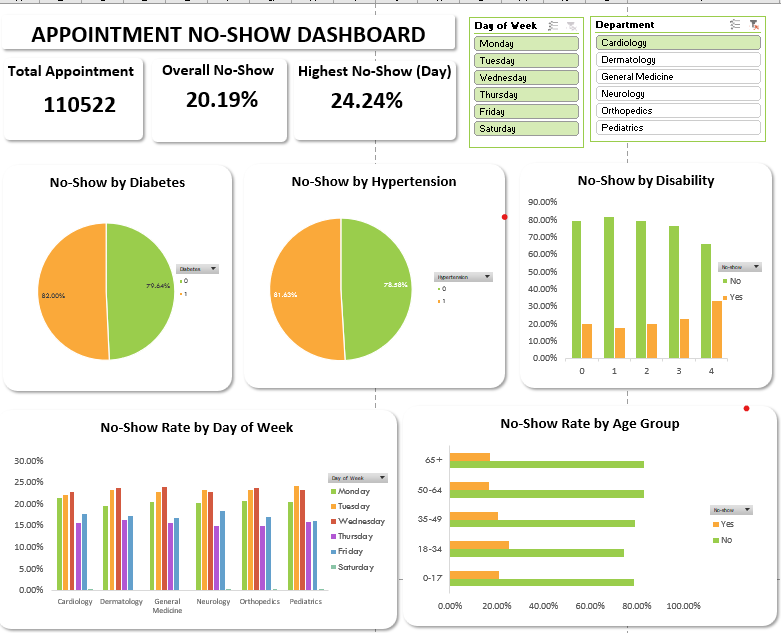 APPOINTMENT NO-SHOW DASHBOARD
Total Appointment
110522
Overall No-Show
20.19%
Highest No-Show (Day)
24.24%
Day of Week
Monday
Tuesday
Wednesday
Thursday
Friday
Saturday
Department
Cardiology
Dermatology
General Medicine
Neurology
Orthopedics
Pediatrics
No-Show by Diabetes
82.00%
79.64%
Diabetes
0
1
No-Show by Hypertension
81.63%
78.58%
Hypertension
0
1
No-Show by Disability
90.00%
80.00%
70.00%
60.00%
50.00%
40.00%
30.00%
20.00%
10.00%
0.00%
0 1 2 3 4
No-show
No
Yes
No-Show Rate by Day of Week
30.00%
25.00%
20.00%
15.00%
10.00%
5.00%
0.00%
Cardiology Dermatology General Neurology Orthopedics Pediatrics
Medicine
Day of Week
Monday
Tuesday
Wednesday
Thursday
Friday
Saturday
No-Show Rate by Age Group
65+
50-64
35-49
18-34
0-17
0.00% 20.00% 40.00% 60.00% 80.00% 100.00%
No-show
Yes
No